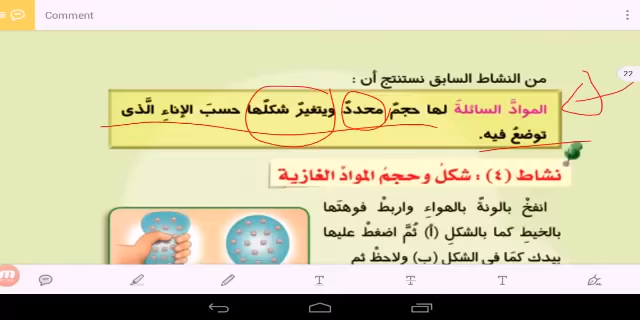 Comment
22
من النشاط السابق نستنتج أن :
الموادَّ السائلةَ لها حجمٌ محددٌ ويتغيرُ شكلُها حسبَ الإناءِ الَّذى
توضعُ فيه.
نشاط (٤) : شكلُ وحجمُ الموادِّ الغازية
انفخْ بالونةً بالهواءِ واربطْ فوهتَها
بالخيطِ كما بالشكلِ (أ) ثُمَّ اضغطْ عليها
بيدك كمَا فى الشكل (ب) ولاحظْ ثم